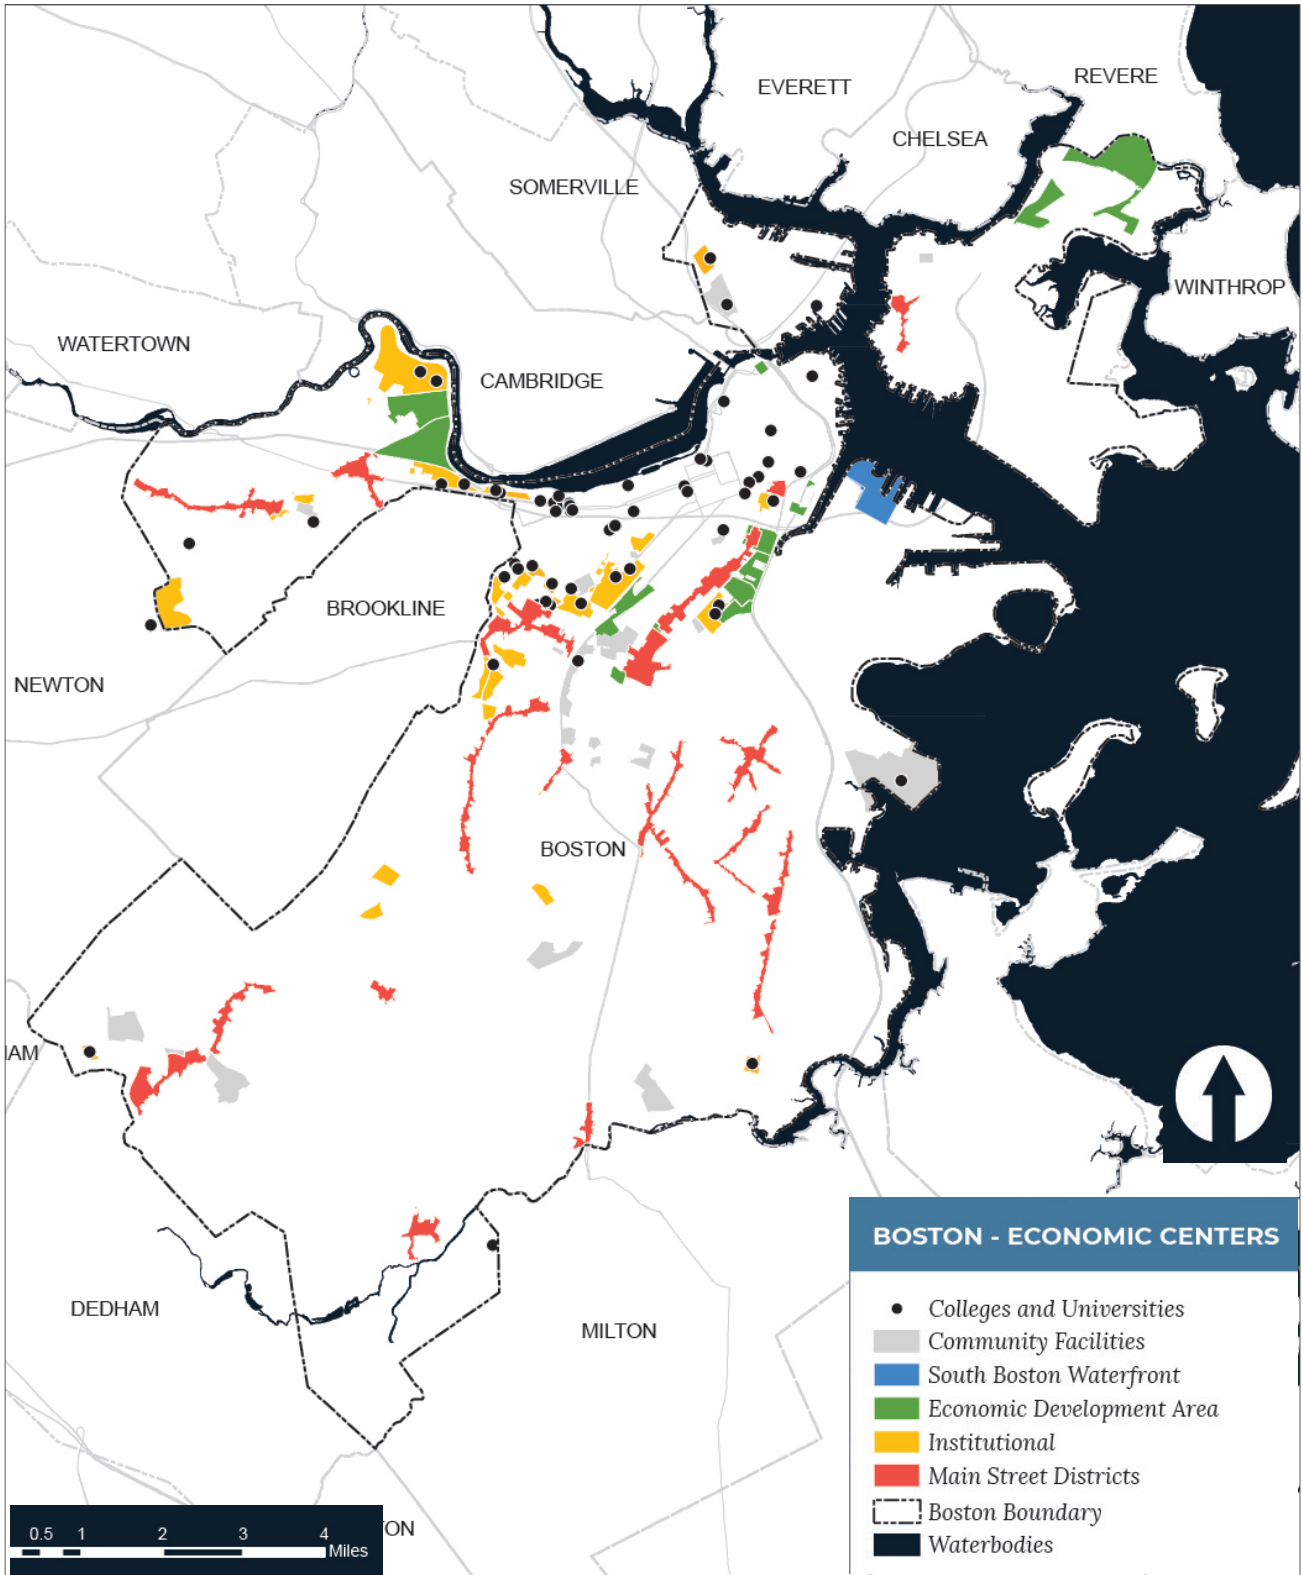 REVERE
EVERETT
CHELSEA
SOMERVILLE
WINTHROP
WATERTOWN
CAMBRIDGE
BROOKLINE
NEWTON
BOSTON
DEDHAM
MILTON
BOSTON - ECONOMIC CENTERS
Colleges and Universities
Community Facilities
South Boston Waterfront
Economic Development Area
Institutional
Main Street Districts
Boston Boundary
Waterbodies
0.5 1 2 3 4
Miles